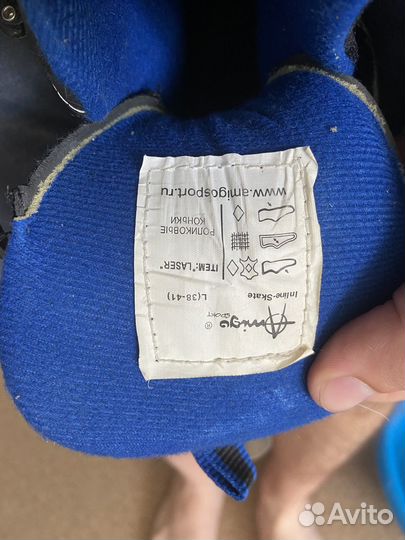 Amigo ®
SPORT
Inline-Skate
L(38-41)
ITEM: "LASER"
РОЛИКОВЫЕ
КОНЬКИ
www.amigosport.ru
Avito